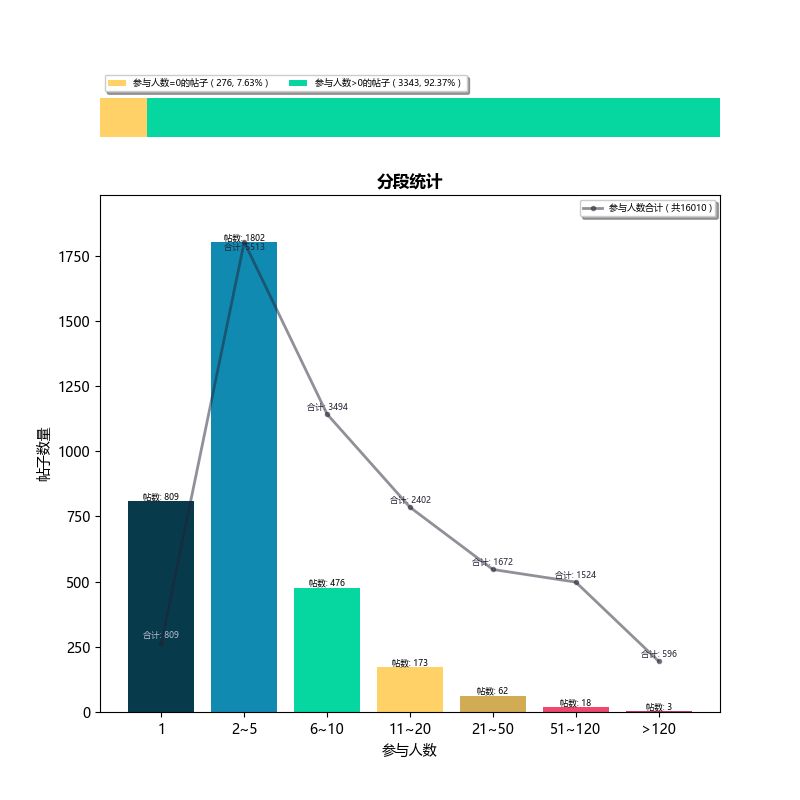 参与人数=0的帖子 ( 276, 7.63% ) 参与人数>0的帖子 ( 3343, 92.37% )
分段统计
参与人数合计 ( 共16010 )
帖子数量
1750
1500
1250
1000
750
500
250
0
帖数: 1802
合计: 5513
合计: 3494
帖数: 809
合计: 2402
合计: 1672
合计: 1524
帖数: 476
合计: 809
合计: 596
帖数: 173
帖数: 62
帖数: 18
帖数: 3
1 2~5 6~10 11~20 21~50 51~120 >120
参与人数